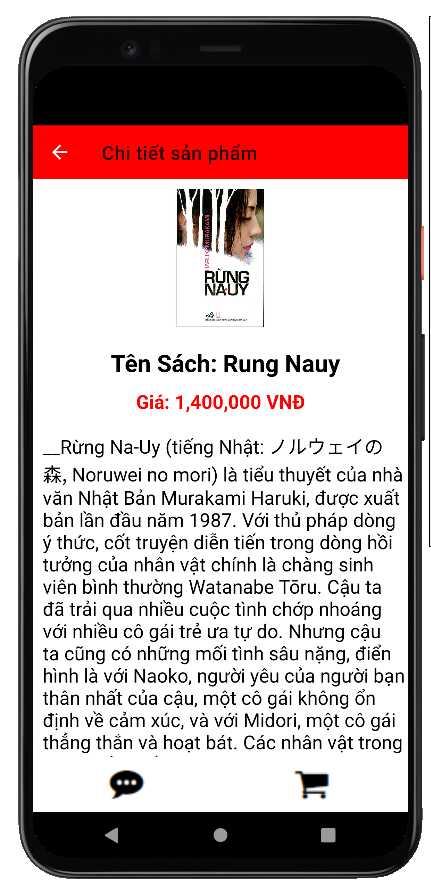 Chi tiết sản phẩm
HARUKI MURAKAMI
RỪNG
NA-UY
Tên Sách: Rung Nauy
Giá: 1,400,000 VNĐ
__Rừng Na-Uy (tiếng Nhật: ノルウェイの
森, Noruwei no mori) là tiểu thuyết của nhà
văn Nhật Bản Murakami Haruki, được xuất
bản lần đầu năm 1987. Với thủ pháp dòng
ý thức, cốt truyện diễn tiến trong dòng hồi
tưởng của nhân vật chính là chàng sinh
viên bình thường Watanabe Tōru. Cậu ta
đã trải qua nhiều cuộc tình chớp nhoáng
với nhiều cô gái trẻ ưa tự do. Nhưng cậu
ta cũng có những mối tình sâu nặng, điển
hình là với Naoko, người yêu của người bạn
thân nhất của cậu, một cô gái không ổn
định về cảm xúc, và với Midori, một cô gái
thẳng thắn và hoạt bát. Các nhân vật trong